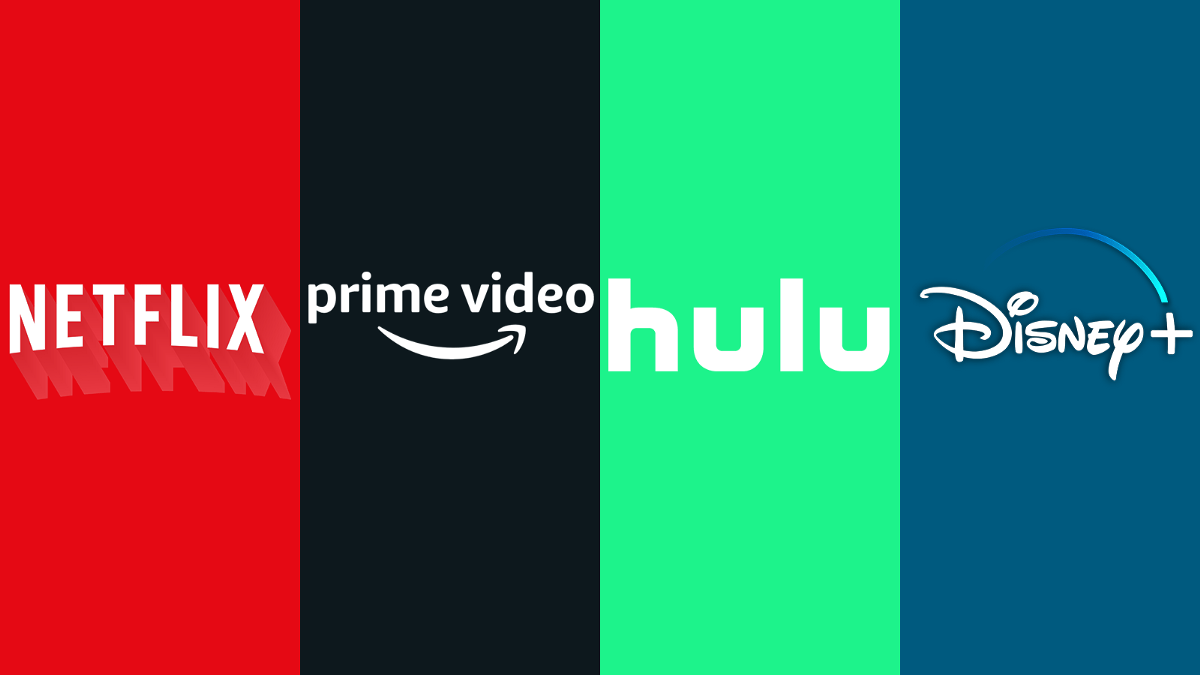 NETFLIX
prime video
hulu
Disney+